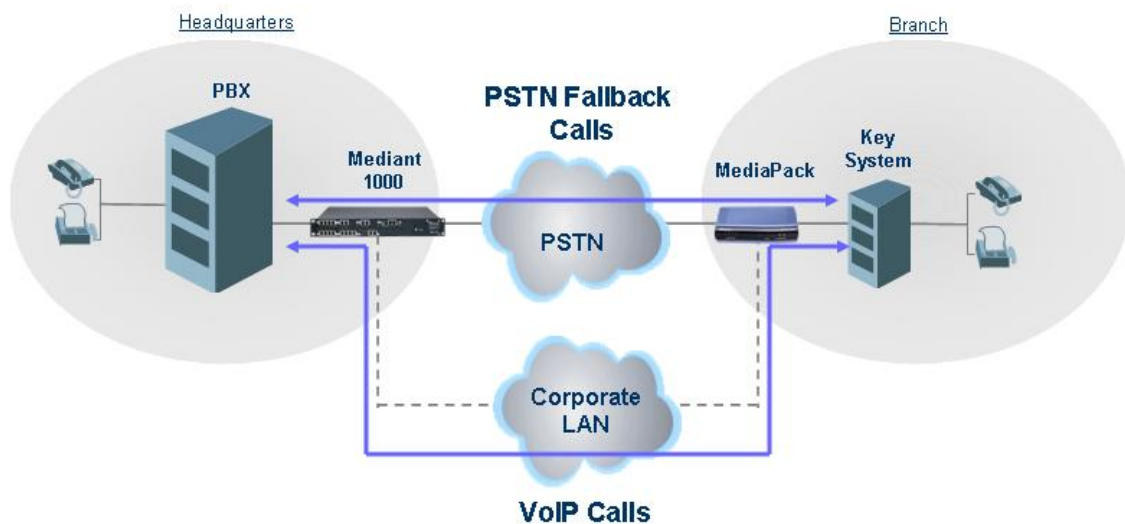 Headquarters
Branch
PBX
PSTN Fallback
Calls
Key
System
Mediant
1000
MediaPack
PSTN
Corporate
LAN
VoIP Calls